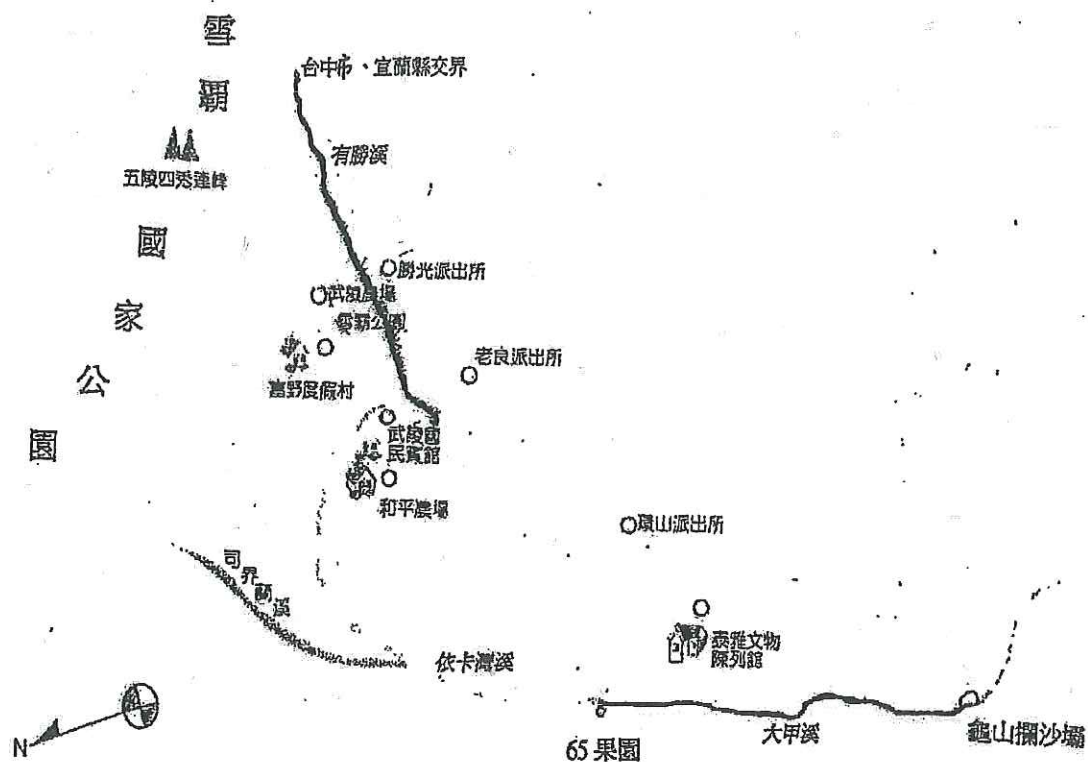 雪霸國家公園
台中市、宜蘭縣交界
有勝溪
五陵四秀連峰
勝光派出所
武陵農場
雪霸公園
老良派出所
富野度假村
武陵國
民賓館
和平農場
環山派出所
司界蘭溪
泰雅文物
陳列館
依卡灣溪
N
65果園
大甲溪
龜山攔沙壩